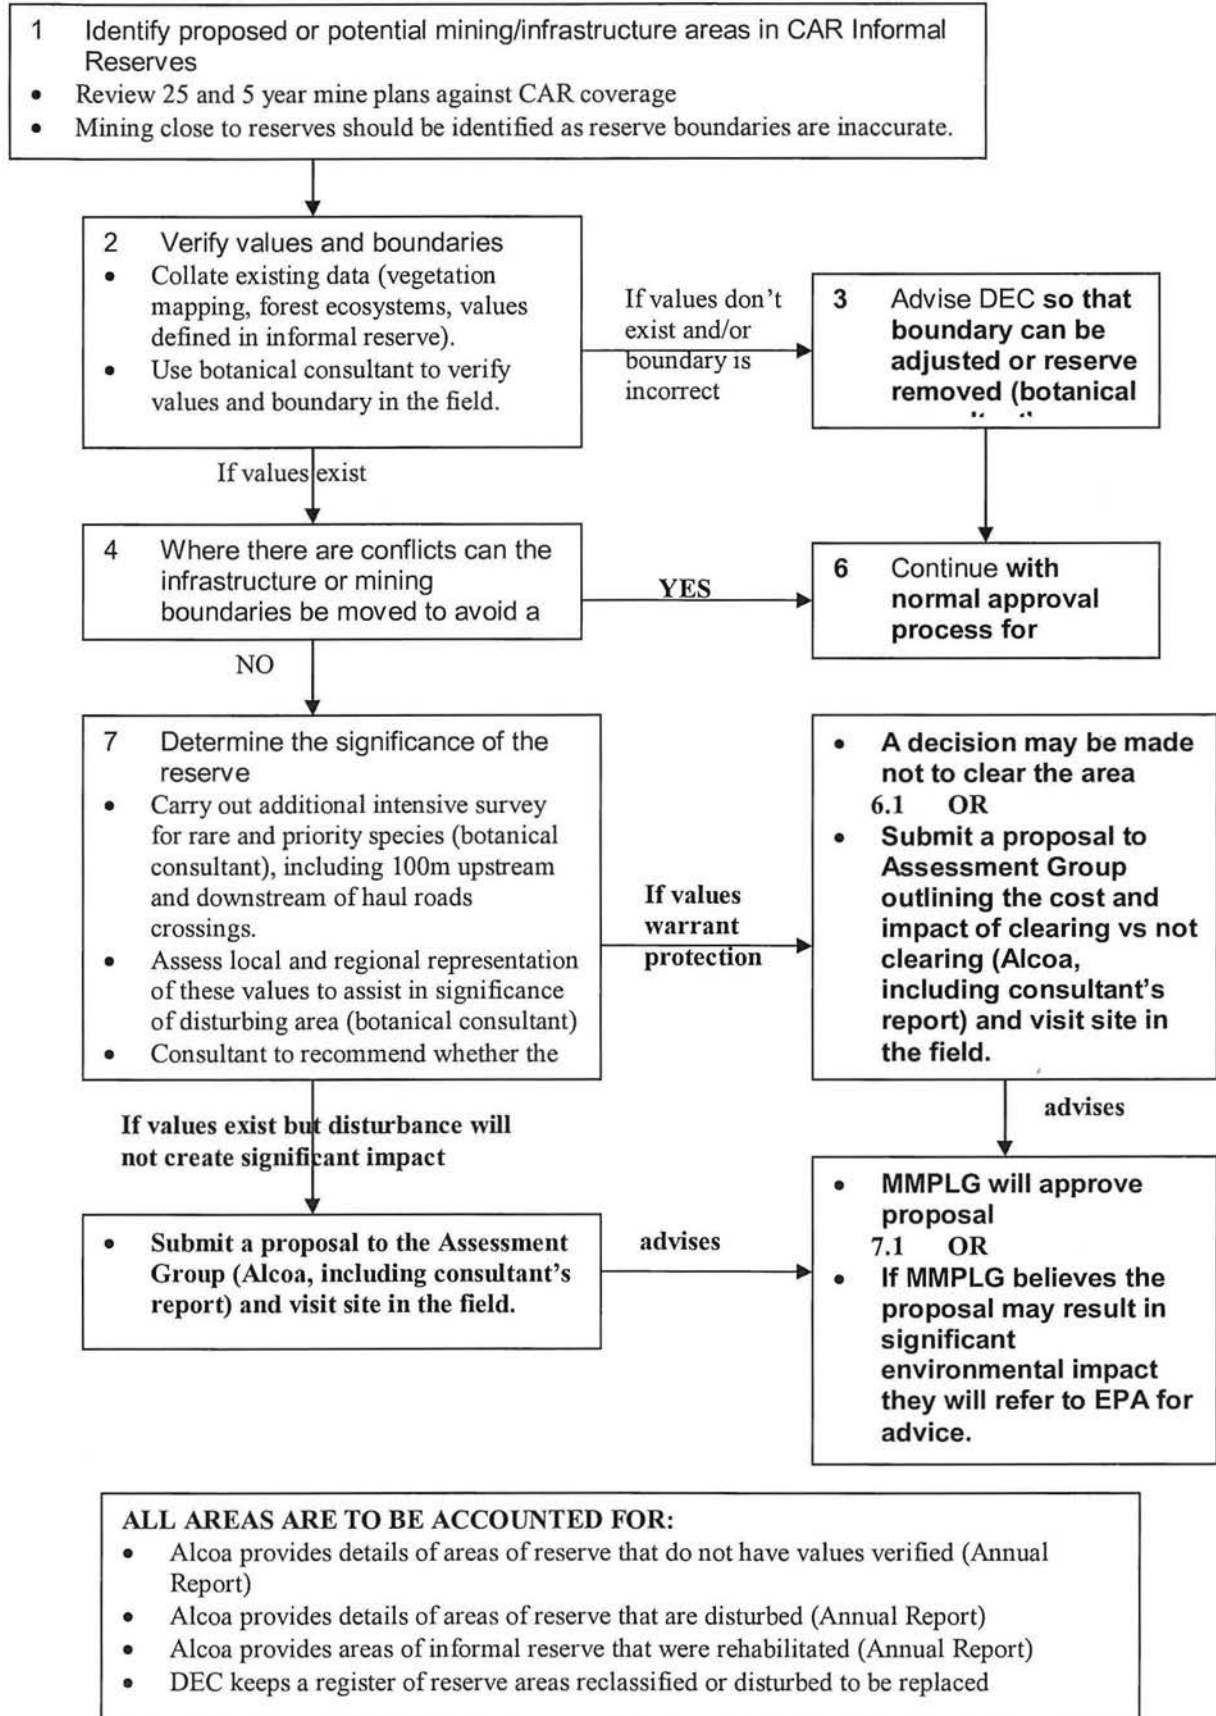 1 Identify proposed or potential mining/infrastructure areas in CAR Informal
Reserves
• Review 25 and 5 year mine plans against CAR coverage
• Mining close to reserves should be identified as reserve boundaries are inaccurate.
2 Verify values and boundaries
• Collate existing data (vegetation
mapping, forest ecosystems, values
defined in informal reserve).
• Use botanical consultant to verify
values and boundary in the field.
If values don't
exist and/or
boundary is
incorrect
3 Advise DEC so that
boundary can be
adjusted or reserve
removed (botanical
If values exist
4 Where there are conflicts can the
infrastructure or mining
boundaries be moved to avoid a
YES
6 Continue with
normal approval
process for
NO
7 Determine the significance of the
reserve
• Carry out additional intensive survey
for rare and priority species (botanical
consultant), including 100m upstream
and downstream of haul roads
crossings.
• Assess local and regional representation
of these values to assist in significance
of disturbing area (botanical consultant)
• Consultant to recommend whether the
If values
warrant
protection
• A decision may be made
not to clear the area
6.1 OR
• Submit a proposal to
Assessment Group
outlining the cost and
impact of clearing vs not
clearing (Alcoa,
including consultant's
report) and visit site in
the field.
advises
If values exist but disturbance will
not create significant impact
• Submit a proposal to the Assessment
Group (Alcoa, including consultant's
report) and visit site in the field.
advises
• MMPLG will approve
proposal
7.1 OR
• If MMPLG believes the
proposal may result in
significant
environmental impact
they will refer to EPA for
advice.
ALL AREAS ARE TO BE ACCOUNTED FOR:
• Alcoa provides details of areas of reserve that do not have values verified (Annual
Report)
• Alcoa provides details of areas of reserve that are disturbed (Annual Report)
• Alcoa provides areas of informal reserve that were rehabilitated (Annual Report)
• DEC keeps a register of reserve areas reclassified or disturbed to be replaced